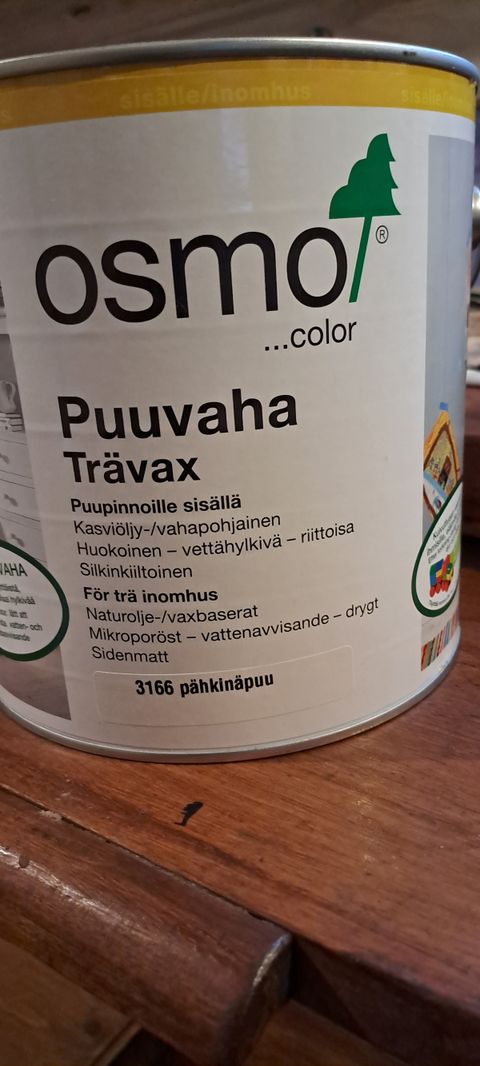 sisälle/inomhus
osmo
®
...color
Puuvaha
Trävax
Puupinnoille sisällä
Kasviöljy-/vahapohjainen
Huokoinen – vettähylkivä – riittoisa
Silkinkiiltoinen
För trä inomhus
Naturolje-/vaxbaserat
Mikroporöst – vattenavvisande – drygt
Sidenmatt
3166 pähkinäpuu